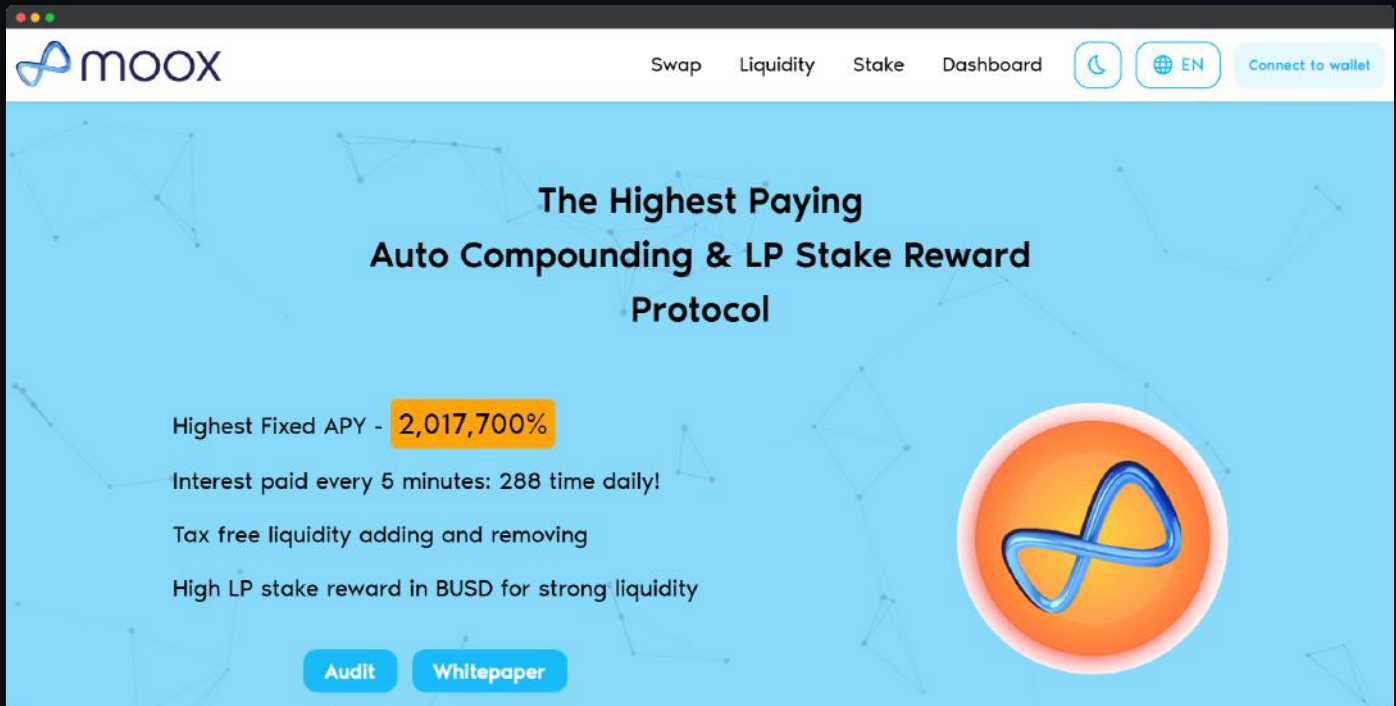 moox
Swap Liquidity Stake Dashboard EN Connect to wallet
The Highest Paying
Auto Compounding & LP Stake Reward
Protocol
Highest Fixed APY - 2,017,700%
Interest paid every 5 minutes: 288 time daily!
Tax free liquidity adding and removing
High LP stake reward in BUSD for strong liquidity
Audit Whitepaper